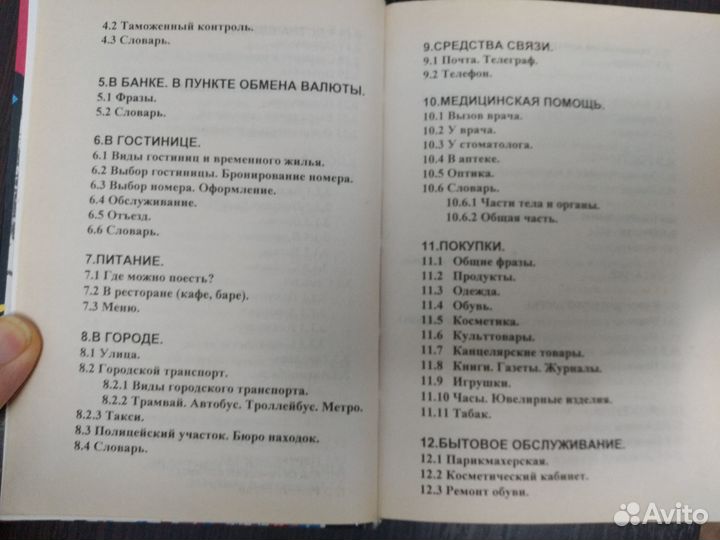 4.2 Таможенный контроль.
4.3 Словарь.
5.В БАНКЕ. В ПУНКТЕ ОБМЕНА ВАЛЮТЫ.
5.1 Фразы.
5.2 Словарь.
6.В ГОСТИНИЦЕ.
6.1 Виды гостиниц и временного жилья.
6.2 Выбор гостиницы. Бронирование номера.
6.3 Выбор номера. Оформление.
6.4 Обслуживание.
6.5 Отъезд.
6.6 Словарь.
7.ПИТАНИЕ.
7.1 Где можно поесть?
7.2 В ресторане (кафе, баре).
7.3 Меню.
8.В ГОРОДЕ.
8.1 Улица.
8.2 Городской транспорт.
8.2.1 Виды городского транспорта.
8.2.2 Трамвай. Автобус. Троллейбус. Метро.
8.2.3 Такси.
8.3 Полицейский участок. Бюро находок.
8.4 Словарь.
9.СРЕДСТВА СВЯЗИ.
9.1 Почта. Телеграф.
9.2 Телефон.
10.МЕДИЦИНСКАЯ ПОМОЩЬ.
10.1 Вызов врача.
10.2 У врача.
10.3 У стоматолога.
10.4 В аптеке.
10.5 Оптика.
10.6 Словарь.
10.6.1 Части тела и органы.
10.6.2 Общая часть.
11.ПОКУПКИ.
11.1 Общие фразы.
11.2 Продукты.
11.3 Одежда.
11.4 Обувь.
11.5 Косметика.
11.6 Культтовары.
11.7 Канцелярские товары.
11.8 Книги. Газеты. Журналы.
11.9 Игрушки.
11.10 Часы. Ювелирные изделия.
11.11 Табак.
12.БЫТОВОЕ ОБСЛУЖИВАНИЕ.
12.1 Парикмахерская.
12.2 Косметический кабинет.
12.3 Ремонт обуви.
Avito